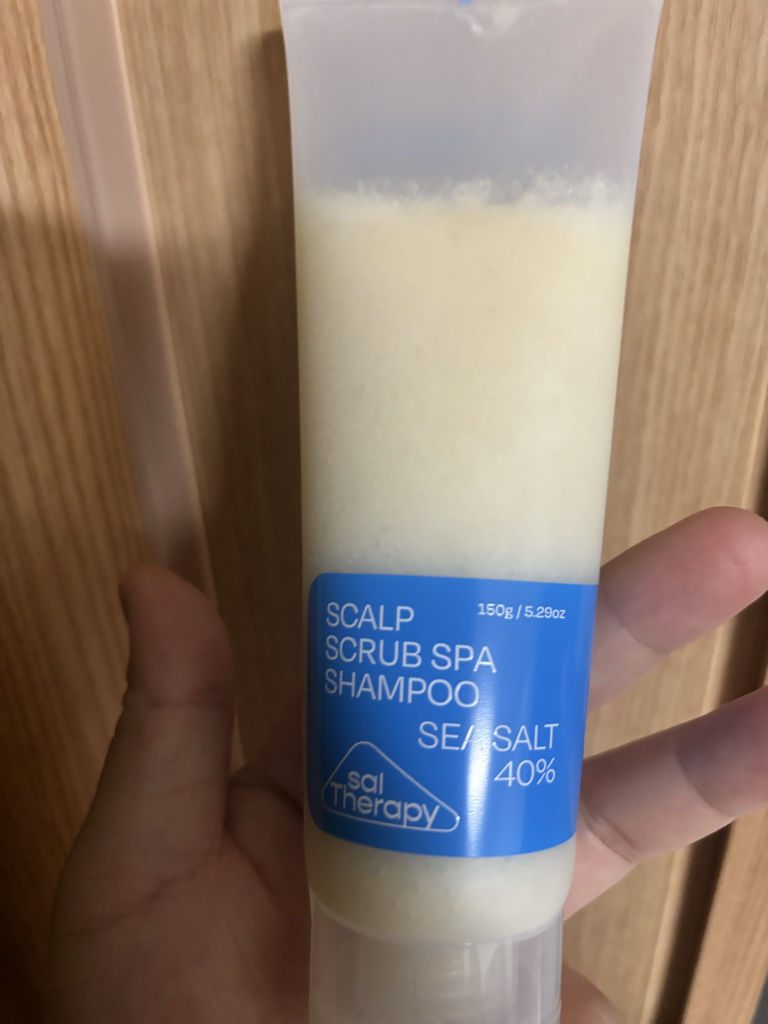 SCALP
150g / 5.29oz
SCRUB SPA
SHAMPOO
SEA SALT
40%
sal
Therapy